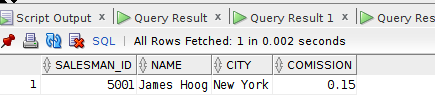 Script Output × Query Result × Query Result 1 × Query Res
SQL | All Rows Fetched: 1 in 0.002 seconds
SALESMAN_ID NAME CITY COMISSION
1 5001 James Hoog New York 0.15